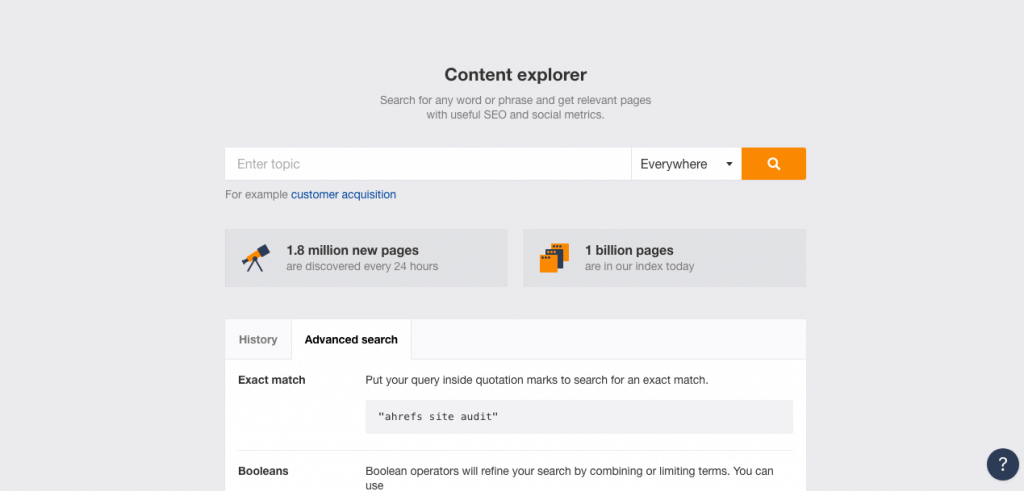 Content explorer
Search for any word or phrase and get relevant pages
with useful SEO and social metrics.
Enter topic
Everywhere
For example customer acquisition
1.8 million new pages
are discovered every 24 hours
1 billion pages
are in our index today
History
Advanced search
Exact match
Put your query inside quotation marks to search for an exact match.
"ahrefs site audit"
Booleans
Boolean operators will refine your search by combining or limiting terms. You can
use
?